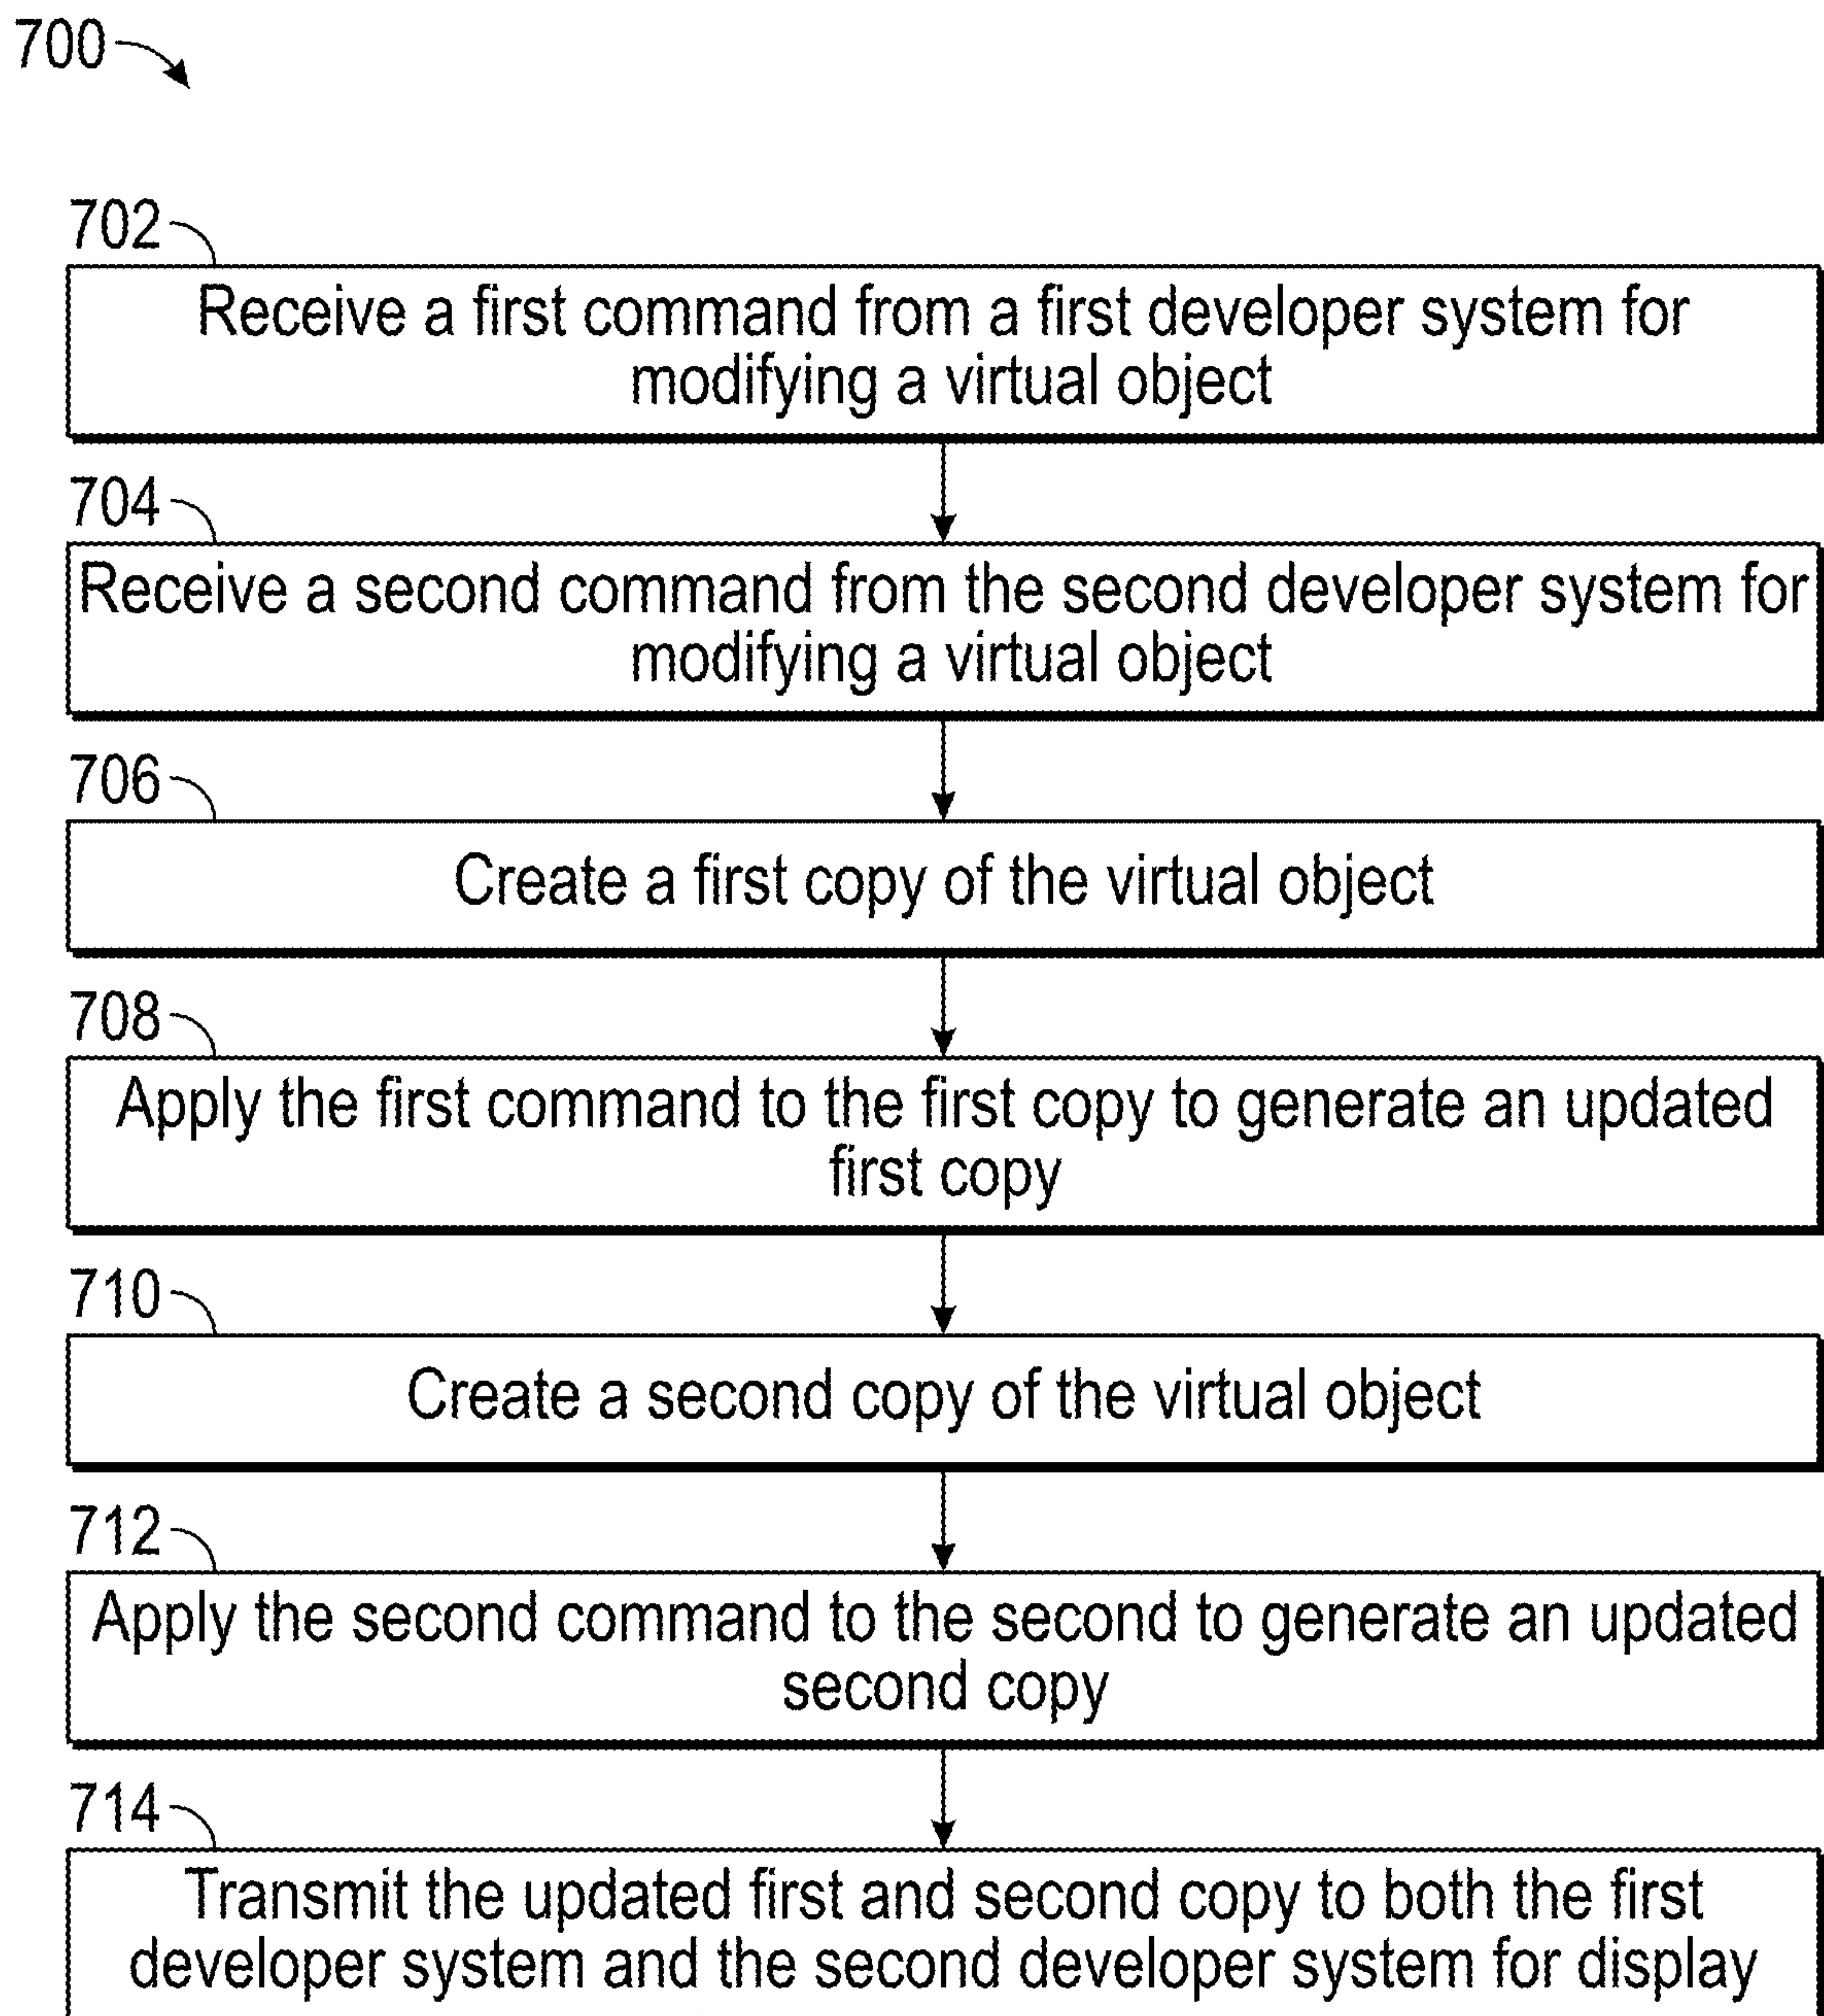 700
702
Receive a first command from a first developer system for
modifying a virtual object
704
Receive a second command from the second developer system for
modifying a virtual object
706
Create a first copy of the virtual object
708
Apply the first command to the first copy to generate an updated
first copy
710
Create a second copy of the virtual object
712
Apply the second command to the second to generate an updated
second copy
714
Transmit the updated first and second copy to both the first
developer system and the second developer system for display